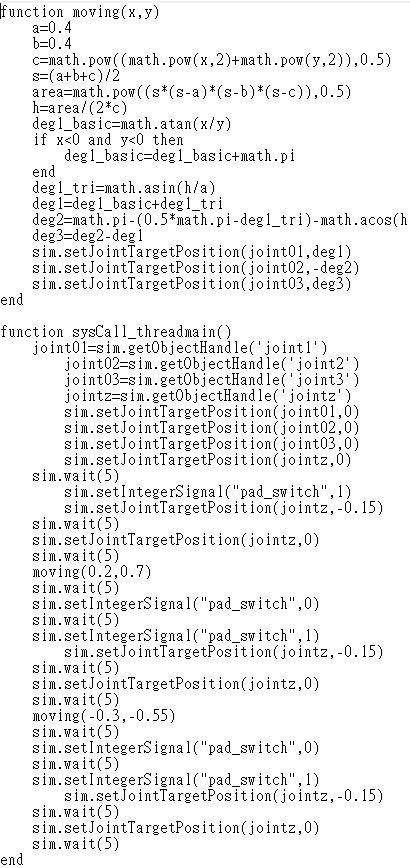 function moving(x,y)
    a=0.4
    b=0.4
    c=math.pow((math.pow(x,2)+math.pow(y,2)),0.5)
    s=(a+b+c)/2
    area=math.pow((s*(s-a)*(s-b)*(s-c)),0.5)
    h=area/(2*c)
    deg1_basic=math.atan(x/y)
    if x<0 and y<0 then
        deg1_basic=deg1_basic+math.pi
    end
    deg1_tri=math.asin(h/a)
    deg1=deg1_basic+deg1_tri
    deg2=math.pi-(0.5*math.pi-deg1_tri)-math.acos(h
    deg3=deg2-deg1
    sim.setJointTargetPosition(joint01,deg1)
    sim.setJointTargetPosition(joint02,-deg2)
    sim.setJointTargetPosition(joint03,deg3)
end

function sysCall_threadmain()
    joint01=sim.getObjectHandle('joint1')
        joint02=sim.getObjectHandle('joint2')
        joint03=sim.getObjectHandle('joint3')
        jointz=sim.getObjectHandle('jointz')
        sim.setJointTargetPosition(joint01,0)
        sim.setJointTargetPosition(joint02,0)
        sim.setJointTargetPosition(joint03,0)
        sim.setJointTargetPosition(jointz,0)
    sim.wait(5)
        sim.setIntegerSignal("pad_switch",1)
        sim.setJointTargetPosition(jointz,-0.15)
    sim.wait(5)
    sim.setJointTargetPosition(jointz,0)
    sim.wait(5)
    moving(0.2,0.7)
    sim.wait(5)
    sim.setIntegerSignal("pad_switch",0)
    sim.wait(5)
    sim.setIntegerSignal("pad_switch",1)
        sim.setJointTargetPosition(jointz,-0.15)
    sim.wait(5)
    sim.setJointTargetPosition(jointz,0)
    sim.wait(5)
    moving(-0.3,-0.55)
    sim.wait(5)
    sim.setIntegerSignal("pad_switch",0)
    sim.wait(5)
    sim.setIntegerSignal("pad_switch",1)
        sim.setJointTargetPosition(jointz,-0.15)
    sim.wait(5)
    sim.setJointTargetPosition(jointz,0)
    sim.wait(5)
end